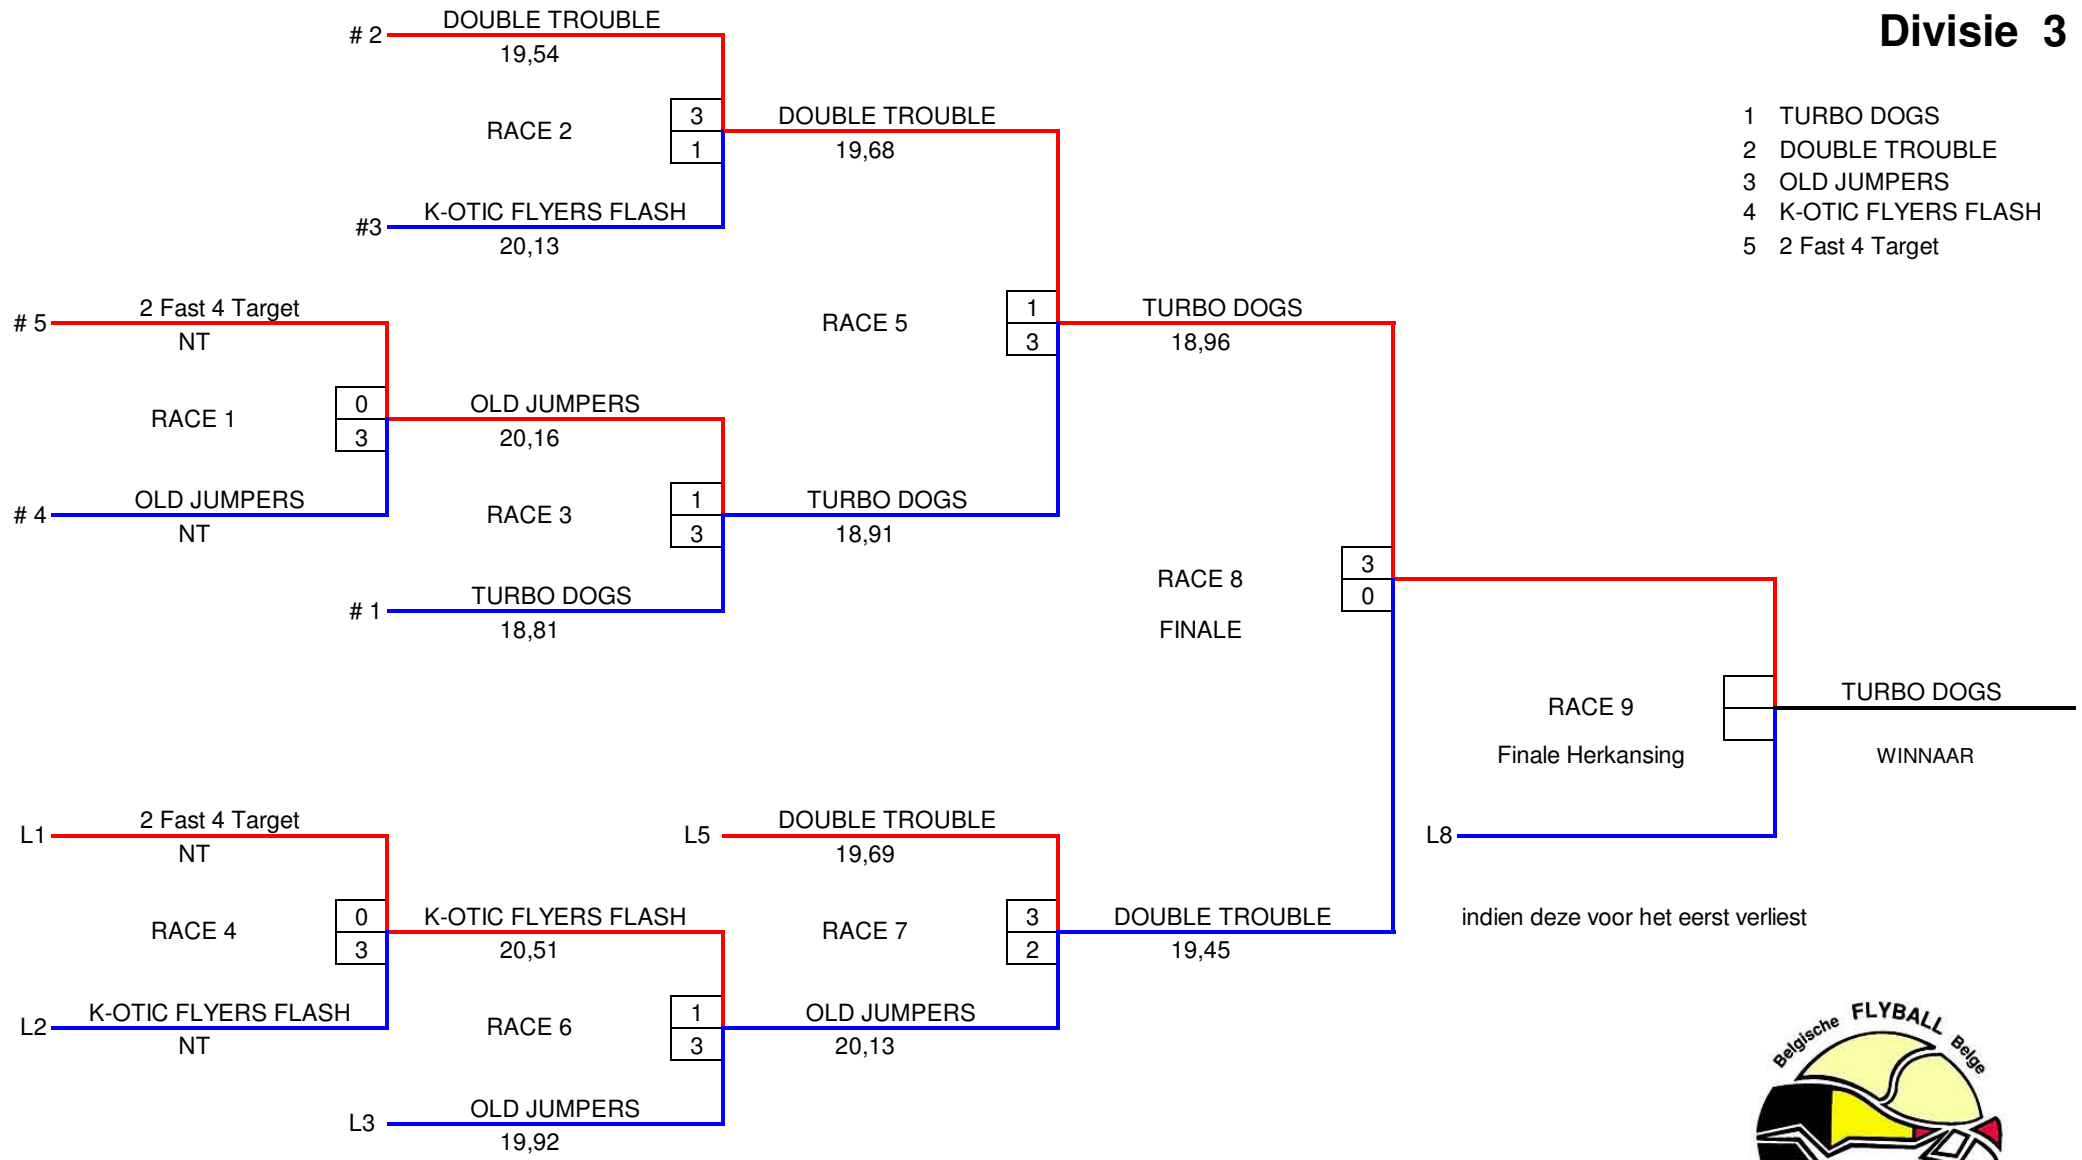 Divisie 3
1 TURBO DOGS
2 DOUBLE TROUBLE
3 OLD JUMPERS
4 K-OTIC FLYERS FLASH
5 2 Fast 4 Target
# 2 DOUBLE TROUBLE
19,54
RACE 2
3
1
#3 K-OTIC FLYERS FLASH
20,13
DOUBLE TROUBLE
19,68
# 5 2 Fast 4 Target
NT
RACE 1
0
3
# 4 OLD JUMPERS
NT
OLD JUMPERS
20,16
RACE 3
1
3
# 1 TURBO DOGS
18,81
TURBO DOGS
18,91
RACE 5
1
3
TURBO DOGS
18,96
RACE 8
FINALE
3
0
L1 2 Fast 4 Target
NT
RACE 4
0
3
L2 K-OTIC FLYERS FLASH
NT
K-OTIC FLYERS FLASH
20,51
RACE 6
1
3
L3 OLD JUMPERS
19,92
L5 DOUBLE TROUBLE
19,69
RACE 7
3
2
OLD JUMPERS
20,13
DOUBLE TROUBLE
19,45
RACE 9
Finale Herkansing
TURBO DOGS
WINNAAR
L8
indien deze voor het eerst verliest
Belgische FLYBALL Belge